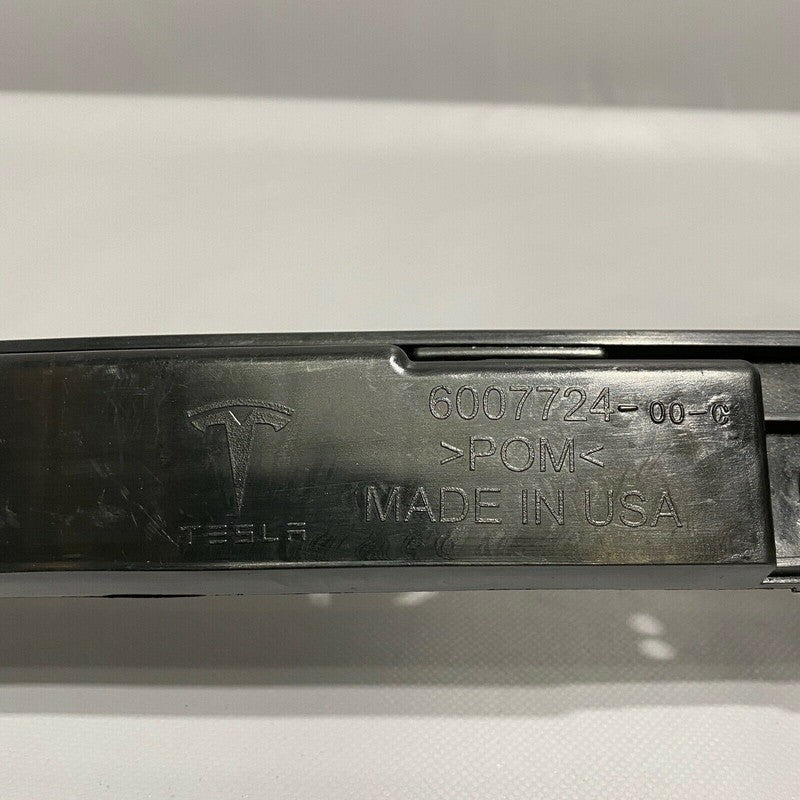 6007724-00-C
>POM<
TESLA
MADE IN USA